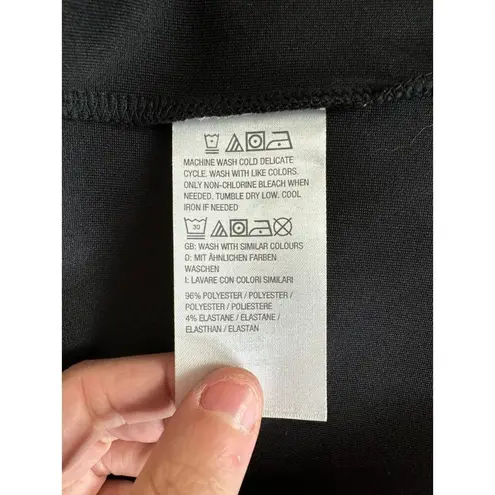 MACHINE WASH COLD DELICATE
CYCLE. WASH WITH LIKE COLORS.
ONLY NON-CHLORINE BLEACH WHEN
NEEDED. TUMBLE DRY LOW. COOL
IRON IF NEEDED
30
GB: WASH WITH SIMILAR COLOURS
D: MIT ÄHNLICHEN FARBEN
WASCHEN
I: LAVARE CON COLORI SIMILARI
96% POLYESTER / POLYESTER /
POLYESTER / POLIESTERE
4% ELASTANE / ELASTANE /
ELASTHAN / ELASTAN